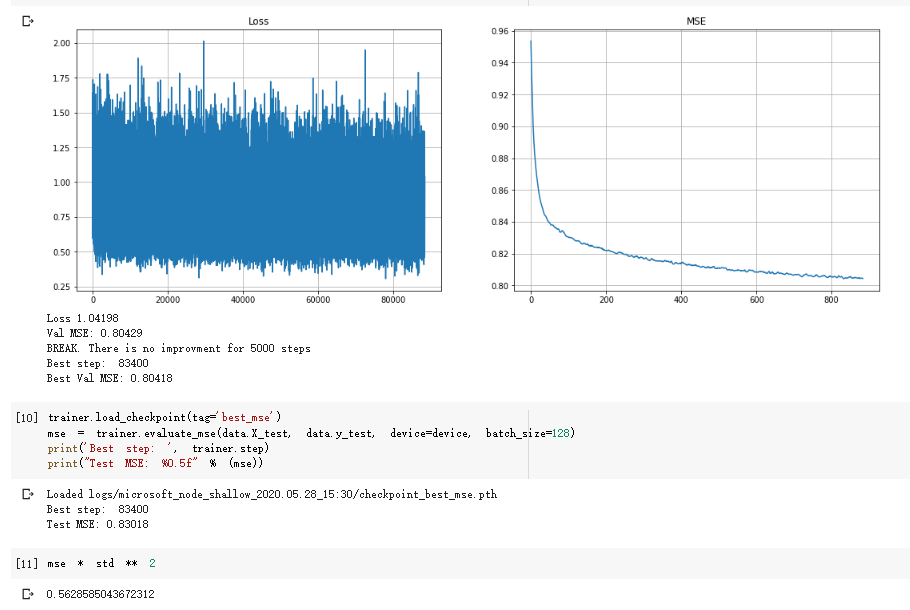 Loss
2.00
1.75
1.50
1.25
1.00
0.75
0.50
0.25
0 20000 40000 60000 80000
MSE
0.96
0.94
0.92
0.90
0.88
0.86
0.84
0.82
0.80
0 200 400 600 800
Loss 1.04198
Val MSE: 0.80429
BREAK. There is no improvment for 5000 steps
Best step: 83400
Best Val MSE: 0.80418
[10] trainer.load_checkpoint(tag='best_mse')
mse = trainer.evaluate_mse(data.X_test, data.y_test, device=device, batch_size=128)
print('Best step: ', trainer.step)
print("Test MSE: %0.5f" % (mse))
Loaded logs/microsoft_node_shallow_2020.05.28_15:30/checkpoint_best_mse.pth
Best step: 83400
Test MSE: 0.83018
[11] mse * std ** 2
0.5628585043672312